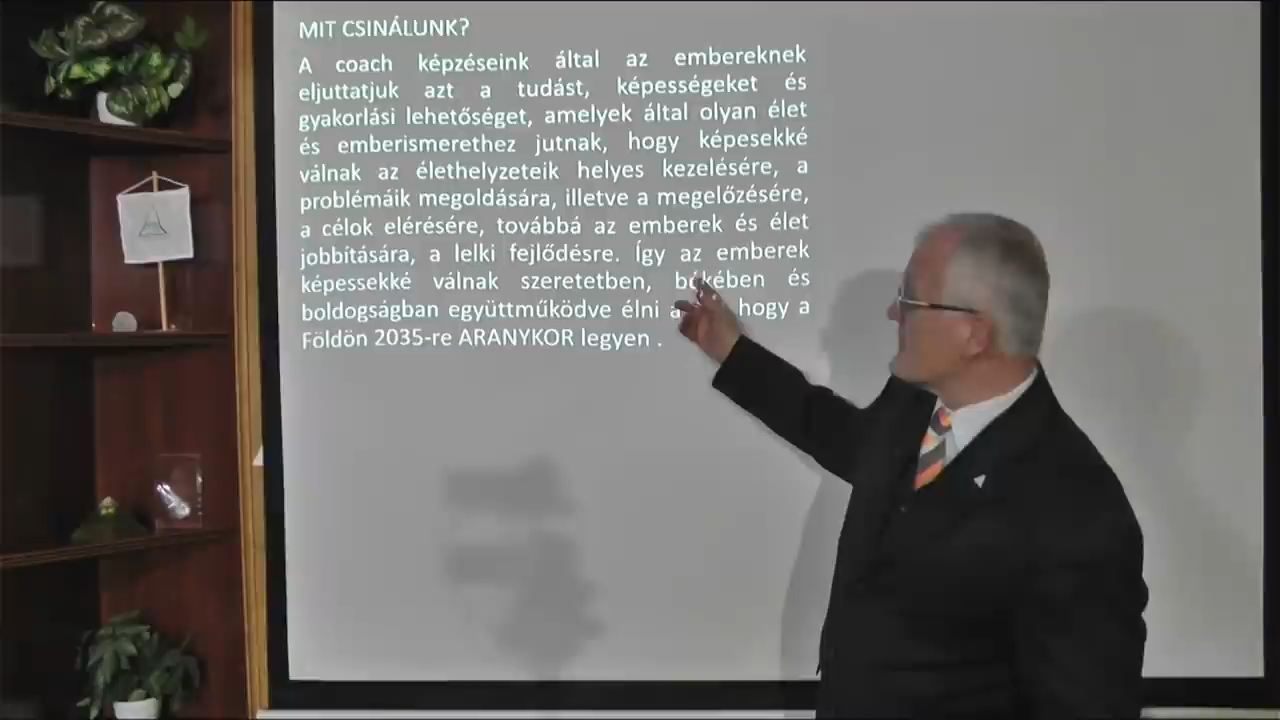 MIT CSINÁLUNK?
A coach képzéseink által az embereknek
eljuttatjuk azt a tudást, képességeket és
gyakorlási lehetőséget, amelyek által olyan élet
és emberismerethez jutnak, hogy képesekké
válnak az élethelyzeteik helyes kezelésére, a
problémáik megoldására, illetve a megelőzésére,
a célok elérésére, továbbá az emberek és élet
jobbítására, a lelki fejlődésre. Így az emberek
képessekké válnak szeretetben, békében és
boldogságban együttműködve élni hogy a
Földön 2035-re ARANYKOR legyen .